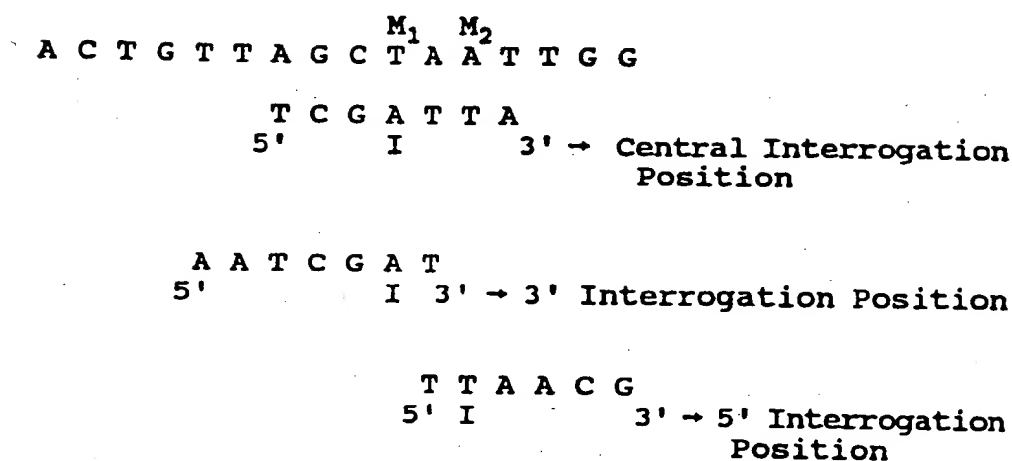 M1 M2
A C T G T T A G C T A A T T G G
T C G A T T A
5' I 3' → Central Interrogation
Position
A A T C G A T
5' I 3' → 3' Interrogation Position
T T A A C G
5' I 3' → 5' Interrogation
Position